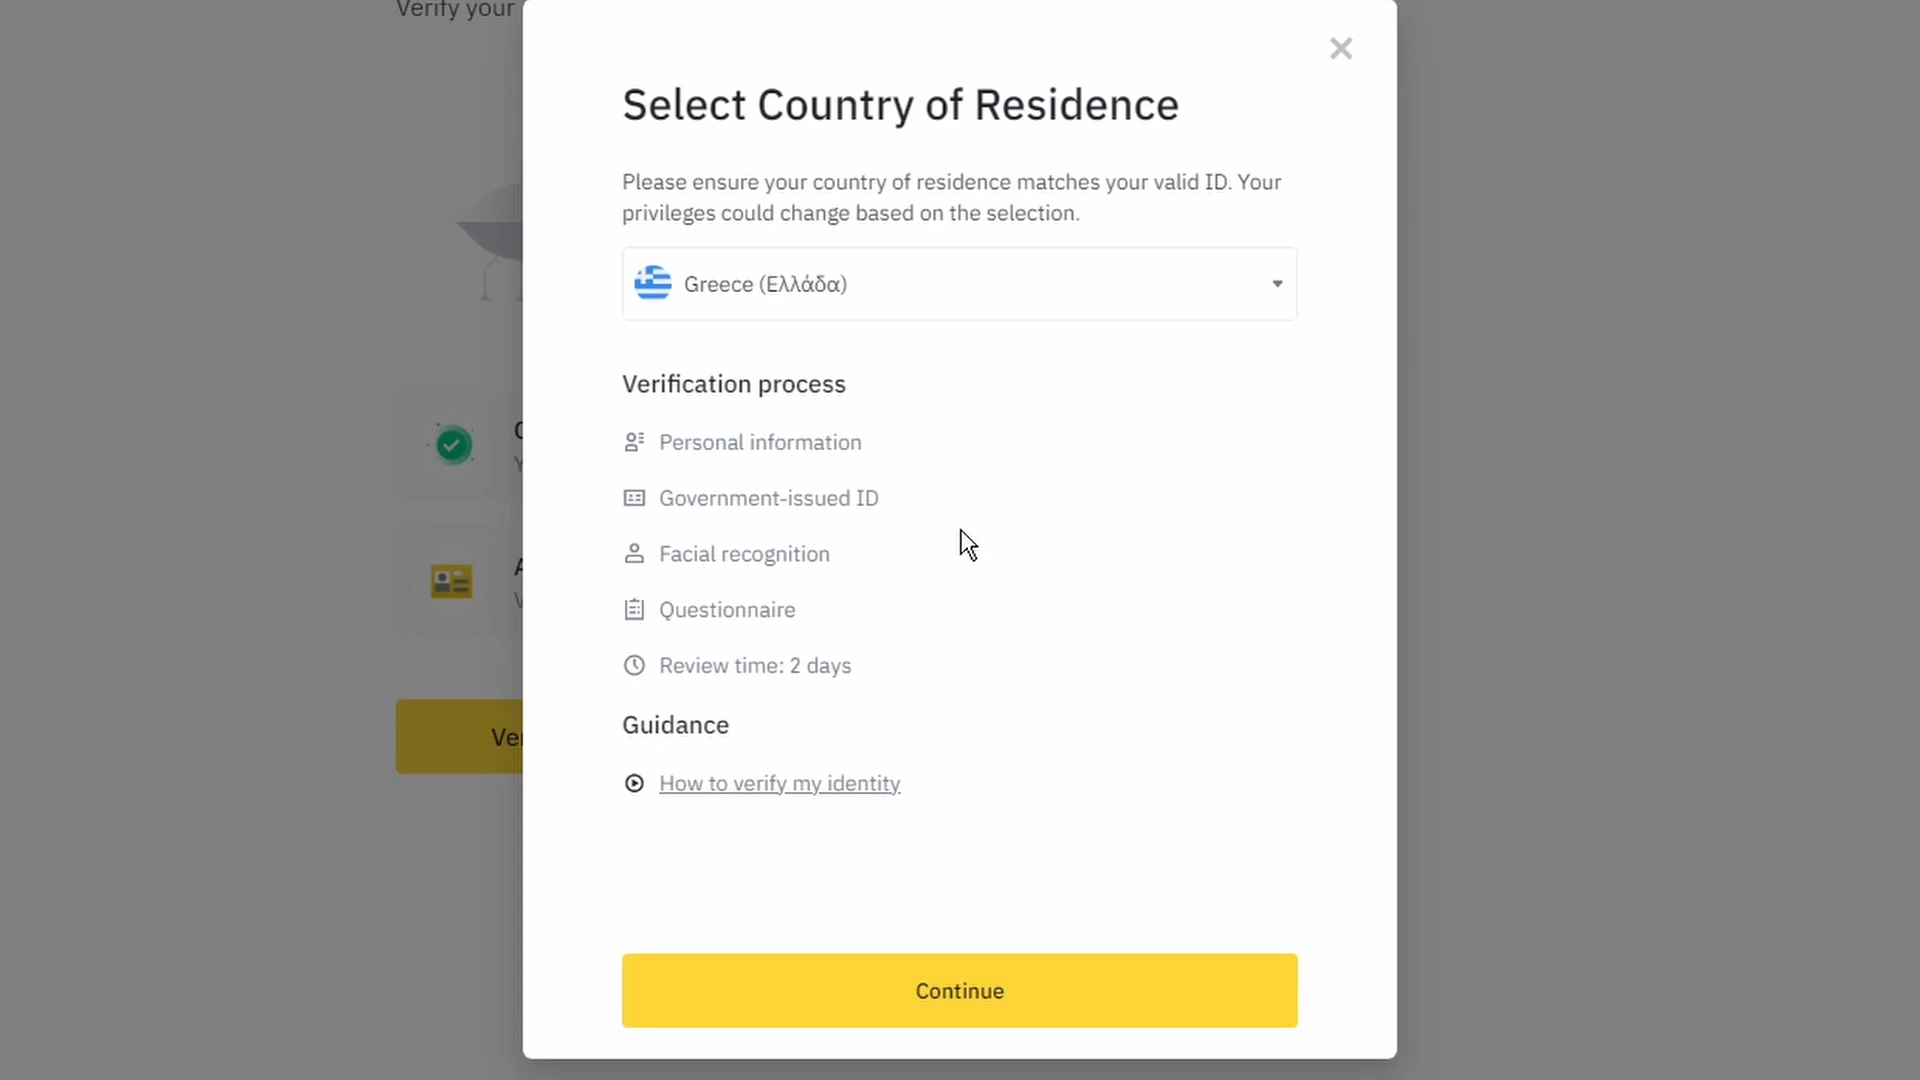 Verify your
Select Country of Residence
Please ensure your country of residence matches your valid ID. Your
privileges could change based on the selection.
Greece (Ελλάδα)
Verification process
Personal information
Government-issued ID
Facial recognition
Questionnaire
Review time: 2 days
Guidance
How to verify my identity
Continue